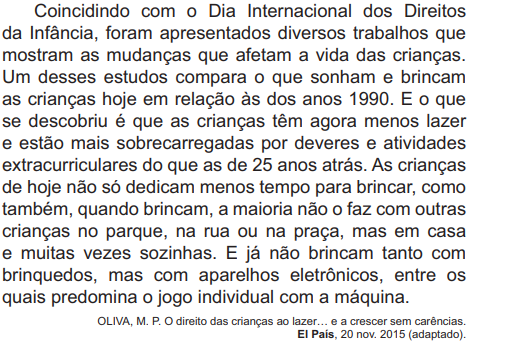 Coincidindo com o Dia Internacional dos Direitos
da Infância, foram apresentados diversos trabalhos que
mostram as mudanças que afetam a vida das crianças.
Um desses estudos compara o que sonham e brincam
as crianças hoje em relação às dos anos 1990. E o que
se descobriu é que as crianças têm agora menos lazer
e estão mais sobrecarregadas por deveres e atividades
extracurriculares do que as de 25 anos atrás. As crianças
de hoje não só dedicam menos tempo para brincar, como
também, quando brincam, a maioria não o faz com outras
crianças no parque, na rua ou na praça, mas em casa
e muitas vezes sozinhas. E já não brincam tanto com
brinquedos, mas com aparelhos eletrônicos, entre os
quais predomina o jogo individual com a máquina.
OLIVA, M. P. O direito das crianças ao lazer… e a crescer sem carências.
El País, 20 nov. 2015 (adaptado).